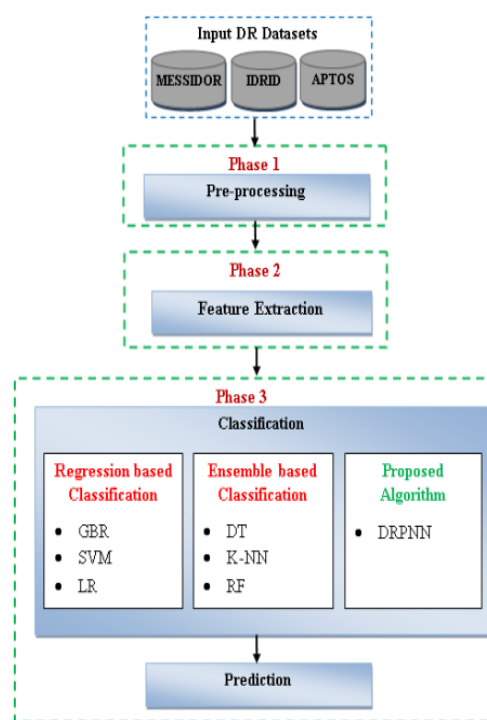 Input DR Datasets
MESSIDOR
IDRID
APTOS
Phase 1
Pre-processing
Phase 2
Feature Extraction
Phase 3
Classification
Regression based
Classification
• GBR
• SVM
• LR
Ensemble based
Classification
• DT
• K-NN
• RF
Proposed
Algorithm
• DRPNN
Prediction